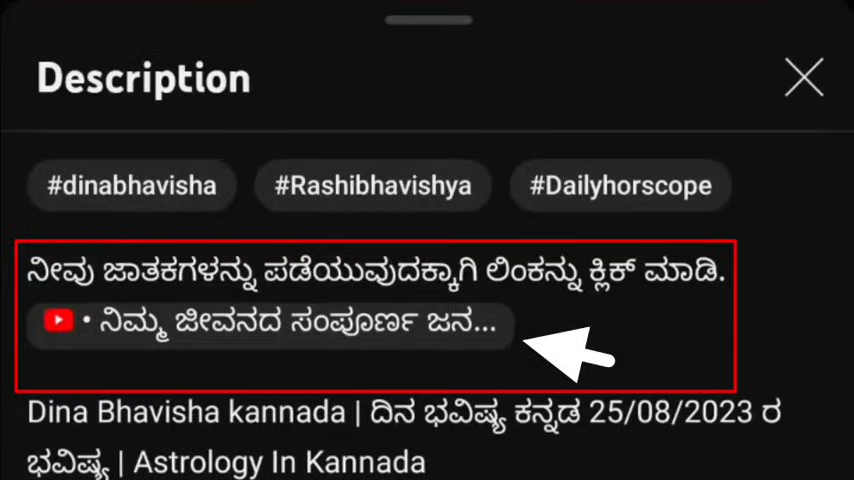 Description
#dinabhavisha #Rashibhavishya #Dailyhorscope
ನೀವು ಜಾತಕಗಳನ್ನು ಪಡೆಯುವುದಕ್ಕಾಗಿ ಲಿಂಕನ್ನು ಕ್ಲಿಕ್ ಮಾಡಿ.
• ನಿಮ್ಮ ಜೀವನದ ಸಂಪೂರ್ಣ ಜನ...
Dina Bhavisha kannada | ದಿನ ಭವಿಷ್ಯ ಕನ್ನಡ 25/08/2023 ರ
ಭವಿಷ್ಯ | Astrology In Kannada